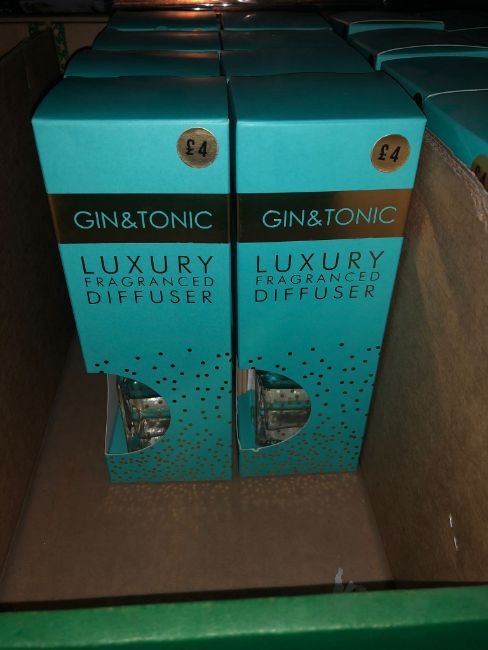 £4
GIN&TONIC
LUXURY
FRAGRANCED
DIFFUSER
£4
GIN&TONIC
LUXURY
FRAGRANCED
DIFFUSER